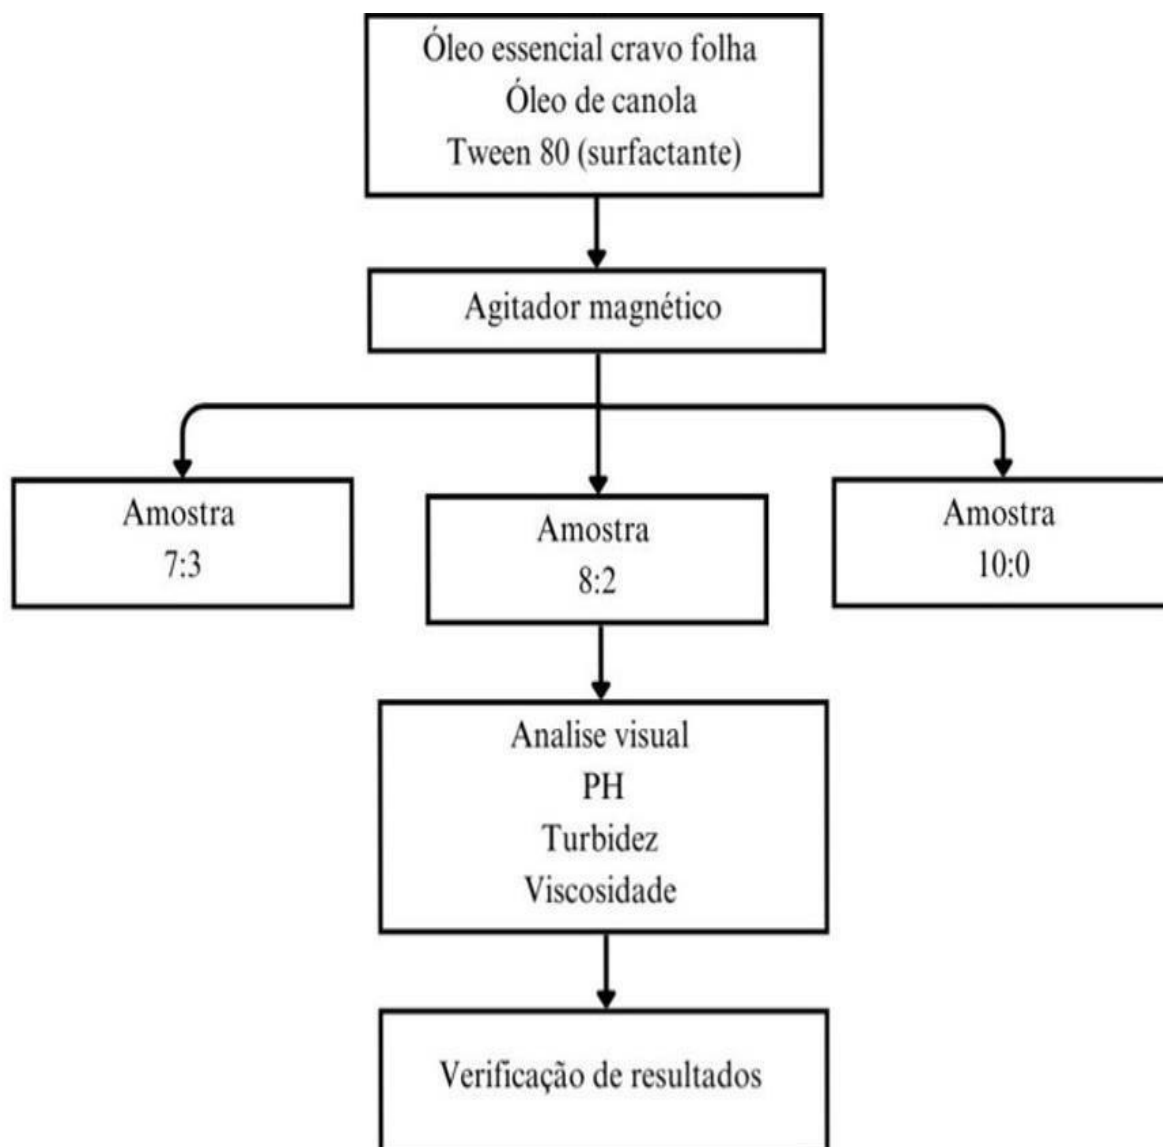 Óleo essencial cravo folha
Óleo de canola
Tween 80 (surfactante)
Agitador magnético
Amostra
7:3
Amostra
8:2
Amostra
10:0
Analise visual
PH
Turbidez
Viscosidade
Verificação de resultados